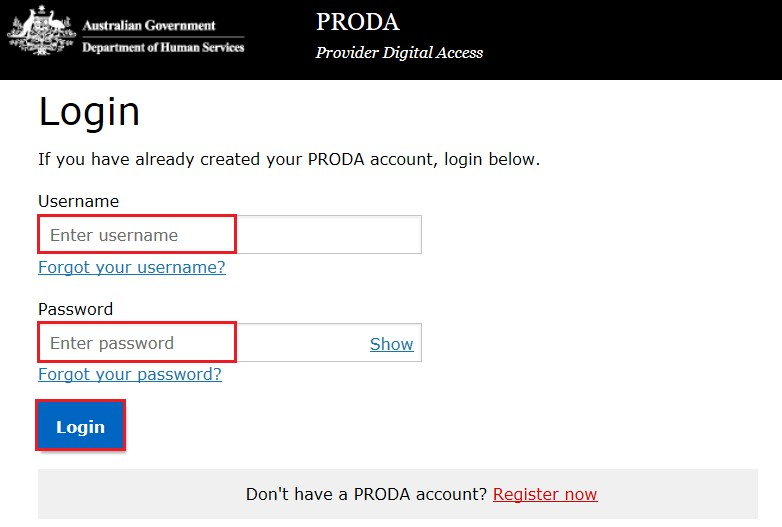 Australian Government
Department of Human Services
PRODA
Provider Digital Access
Login
If you have already created your PRODA account, login below.
Username
Enter username
Forgot your username?
Password
Enter password Show
Forgot your password?
Login
Don't have a PRODA account? Register now